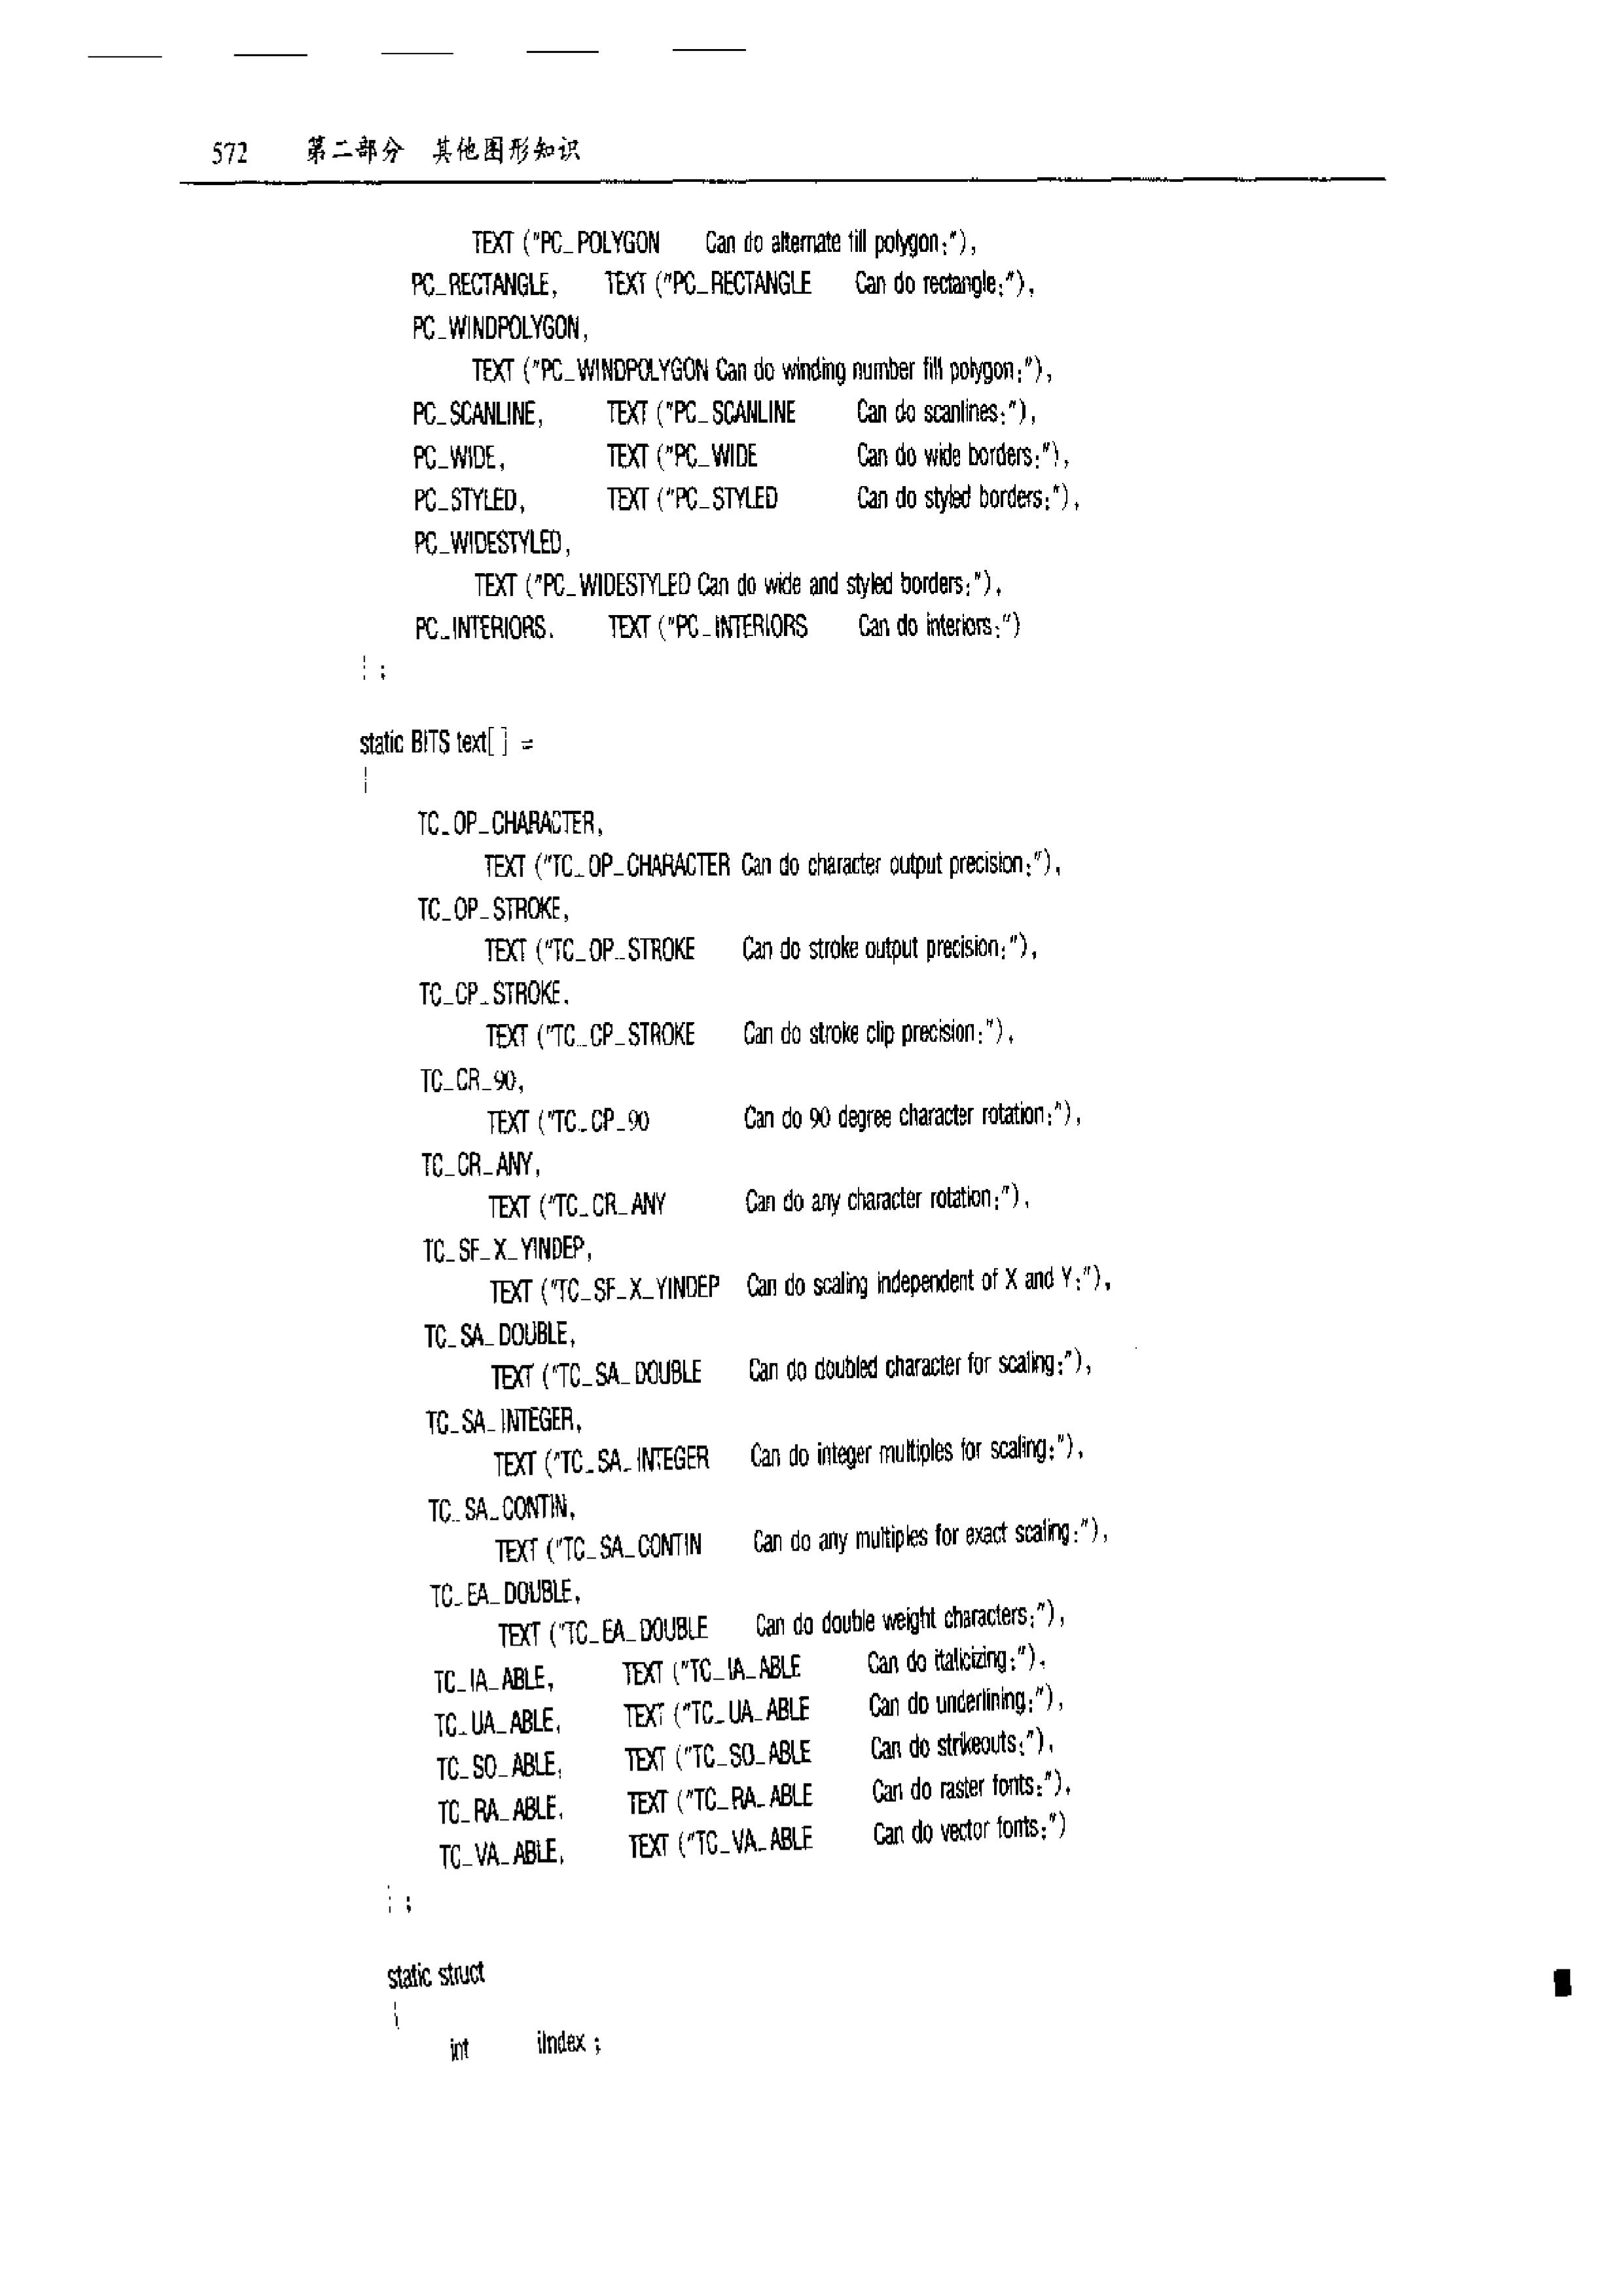 572 第二部分 其他图形知识
TEXT ("PC_POLYGON Can do alternate fill polygon:"),
PC_RECTANGLE, TEXT ("PC_RECTANGLE Can do rectangle:"),
PC_WINDPOLYGON,
TEXT ("PC_WINDPOLYGON Can do winding number fill polygon:"),
PC_SCANLINE, TEXT ("PC_SCANLINE Can do scanlines:"),
PC_WIDE, TEXT ("PC_WIDE Can do wide borders:"),
PC_STYLED, TEXT ("PC_STYLED Can do styled borders:"),
PC_WIDESTYLED,
TEXT ("PC_WIDESTYLED Can do wide and styled borders:"),
PC_INTERIORS, TEXT ("PC_INTERIORS Can do interiors:")
} ;
static BITS text[] =
{
TC_OP_CHARACTER,
TEXT ("TC_OP_CHARACTER Can do character output precision:"),
TC_OP_STROKE,
TEXT ("TC_OP_STROKE Can do stroke output precision:"),
TC_CP_STROKE,
TEXT ("TC_CP_STROKE Can do stroke clip precision:"),
TC_CR_90,
TEXT ("TC_CP_90 Can do 90 degree character rotation:"),
TC_CR_ANY,
TEXT ("TC_CR_ANY Can do any character rotation:"),
TC_SF_X_YINDEP,
TEXT ("TC_SF_X_YINDEP Can do scaling independent of X and Y:"),
TC_SA_DOUBLE,
TEXT ("TC_SA_DOUBLE Can do doubled character for scaling:"),
TC_SA_INTEGER,
TEXT ("TC_SA_INTEGER Can do integer multiples for scaling:"),
TC_SA_CONTIN,
TEXT ("TC_SA_CONTIN Can do any multiples for exact scaling:"),
TC_EA_DOUBLE,
TEXT ("TC_EA_DOUBLE Can do double weight characters:"),
TC_IA_ABLE, TEXT ("TC_IA_ABLE Can do italicizing:"),
TC_UA_ABLE, TEXT ("TC_UA_ABLE Can do underlining:"),
TC_SO_ABLE, TEXT ("TC_SO_ABLE Can do strikeouts:"),
TC_RA_ABLE, TEXT ("TC_RA_ABLE Can do raster fonts:"),
TC_VA_ABLE, TEXT ("TC_VA_ABLE Can do vector fonts:")
} ;
static struct
{
int iIndex ;